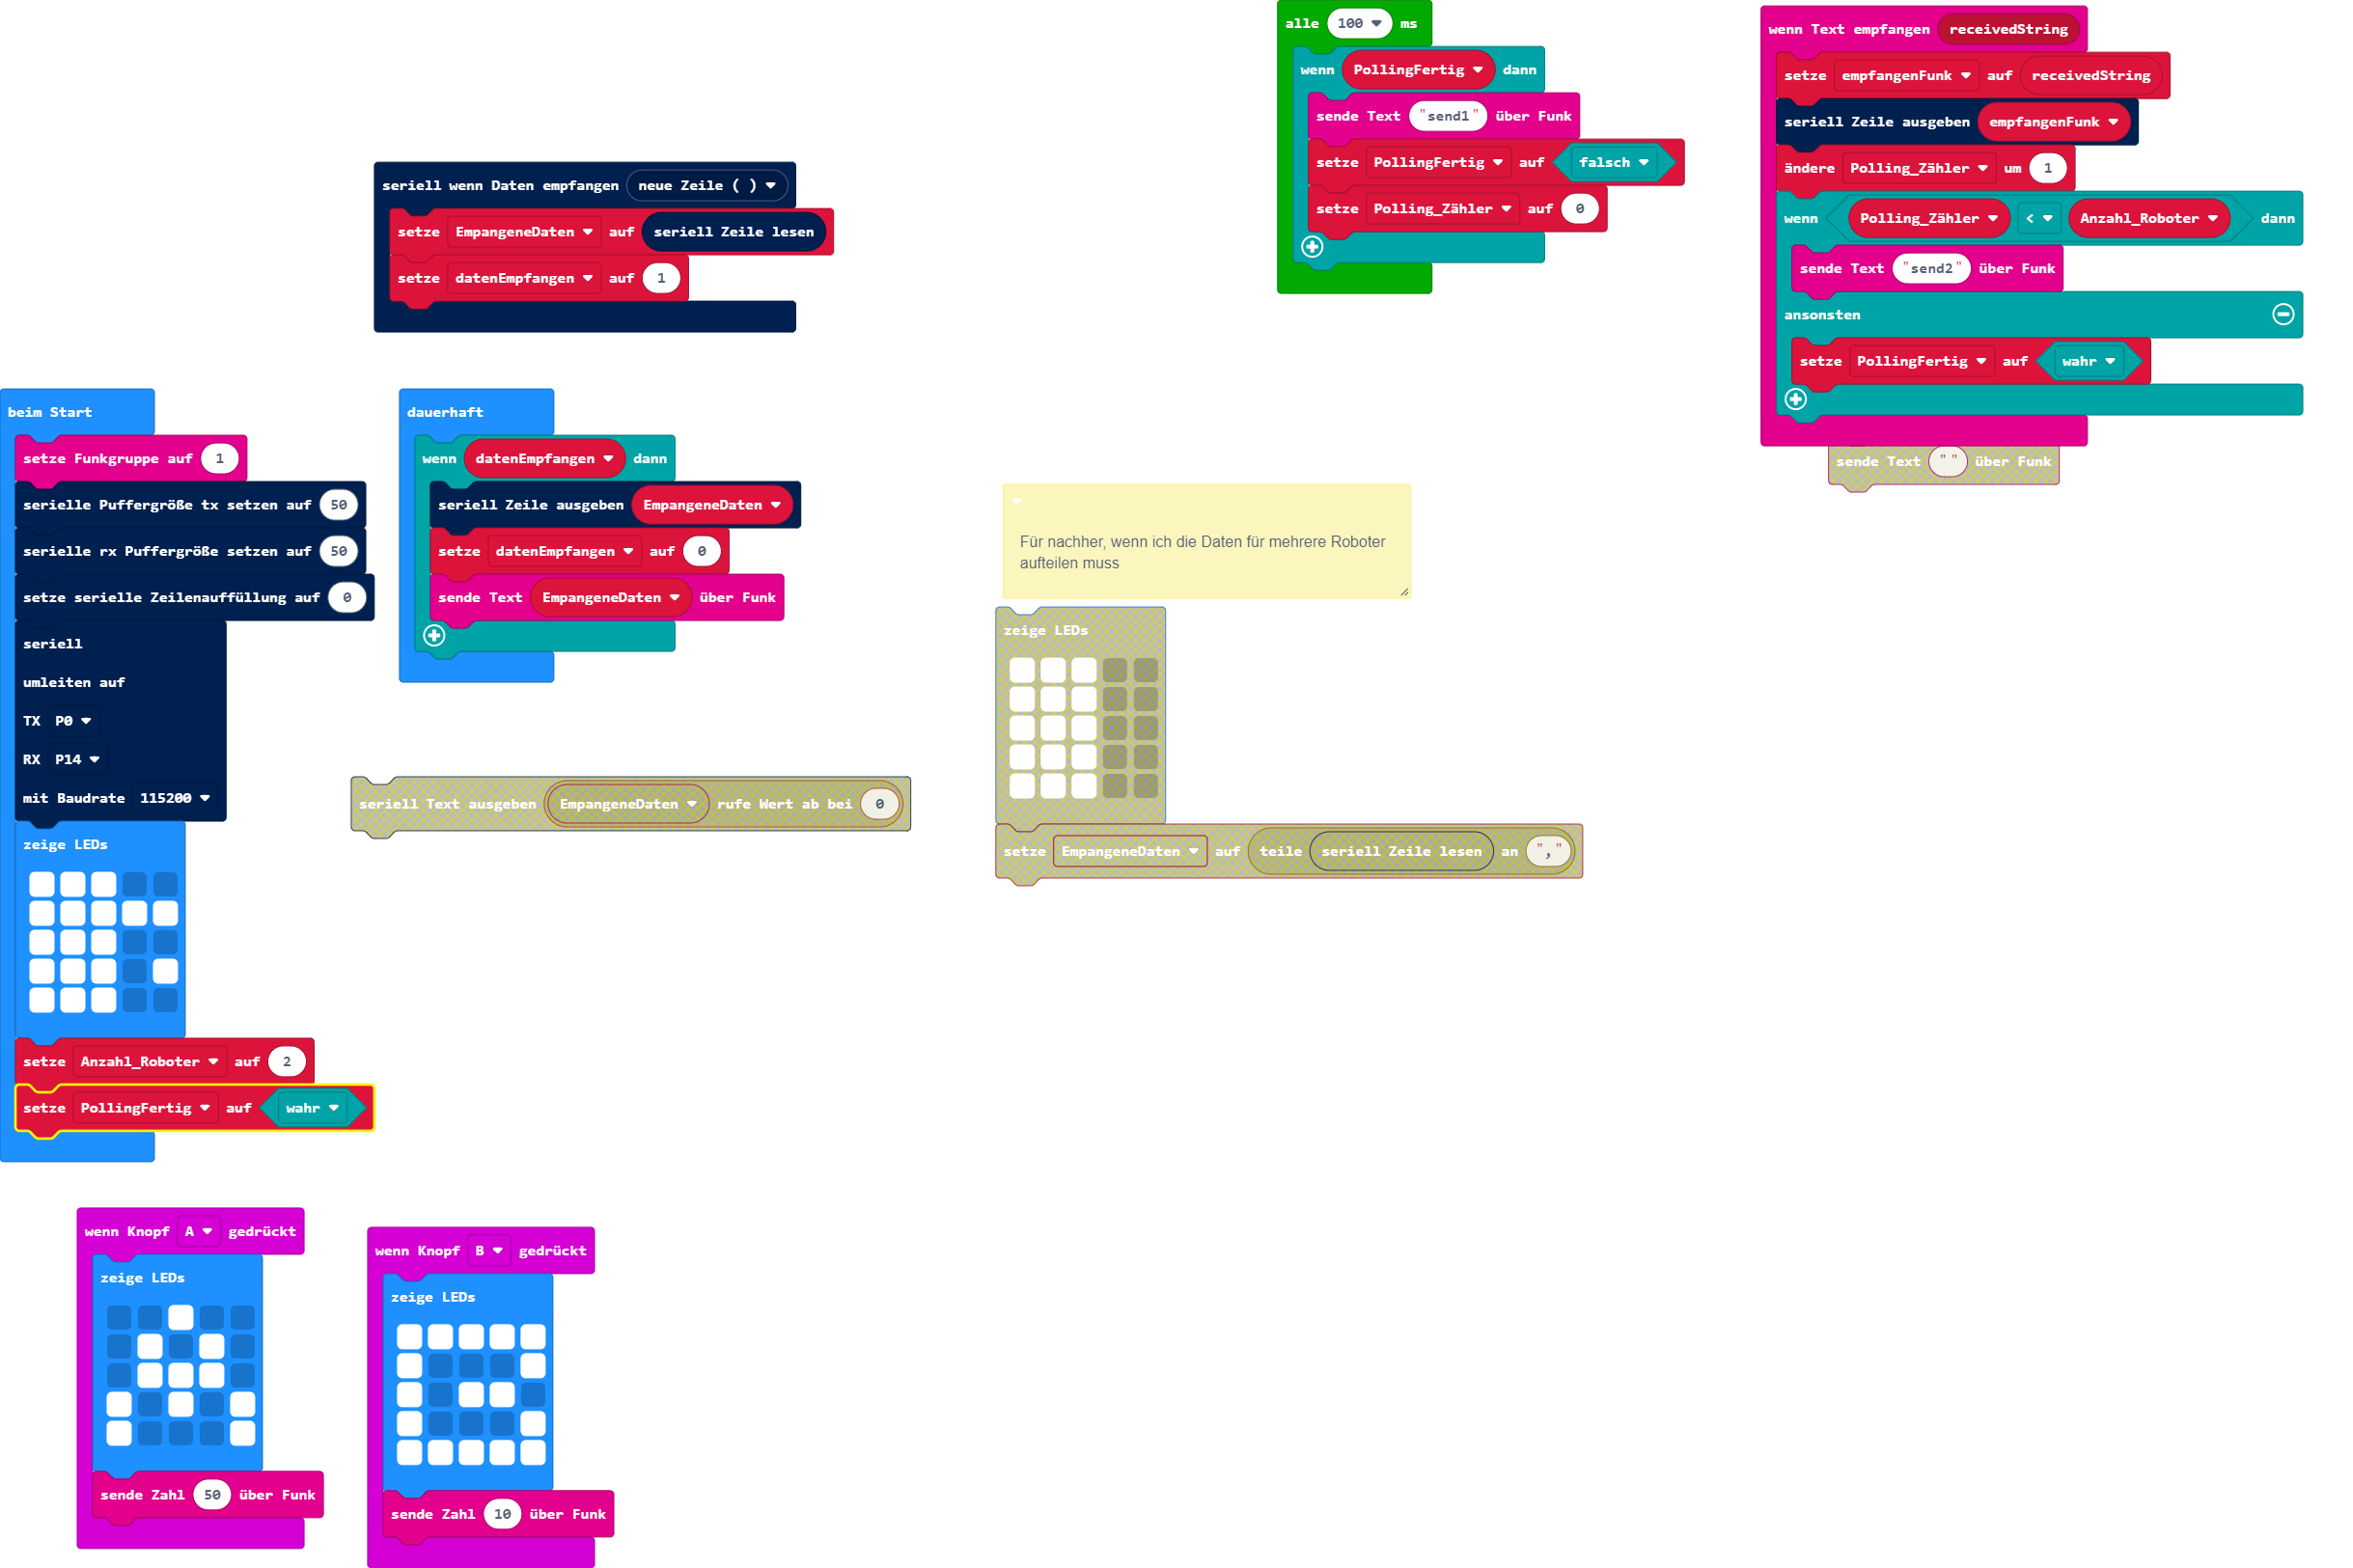 alle 100 ms
wenn PollingFertig dann
sende Text "send1" über Funk
setze PollingFertig auf falsch
setze Polling_Zähler auf 0
wenn Text empfangen receivedString
setze empfangenFunk auf receivedString
seriell Zeile ausgeben empfangenFunk
ändere Polling_Zähler um 1
wenn Polling_Zähler < Anzahl_Roboter dann
sende Text "send2" über Funk
ansonsten
setze PollingFertig auf wahr
sende Text "" über Funk
seriell wenn Daten empfangen neue Zeile ( )
setze EmpangeneDaten auf seriell Zeile lesen
setze datenEmpfangen auf 1
beim Start
setze Funkgruppe auf 1
serielle Puffergröße tx setzen auf 50
serielle rx Puffergröße setzen auf 50
setze serielle Zeilenauffüllung auf 0
seriell
umleiten auf
TX P0
RX P14
mit Baudrate 115200
zeige LEDs
setze Anzahl_Roboter auf 2
setze PollingFertig auf wahr
dauerhaft
wenn datenEmpfangen dann
seriell Zeile ausgeben EmpangeneDaten
setze datenEmpfangen auf 0
sende Text EmpangeneDaten über Funk
seriell Text ausgeben EmpangeneDaten rufe Wert ab bei 0
Für nachher, wenn ich die Daten für mehrere Roboter
aufteilen muss
zeige LEDs
setze EmpangeneDaten auf teile seriell Zeile lesen an ","
wenn Knopf A gedrückt
zeige LEDs
sende Zahl 50 über Funk
wenn Knopf B gedrückt
zeige LEDs
sende Zahl 10 über Funk